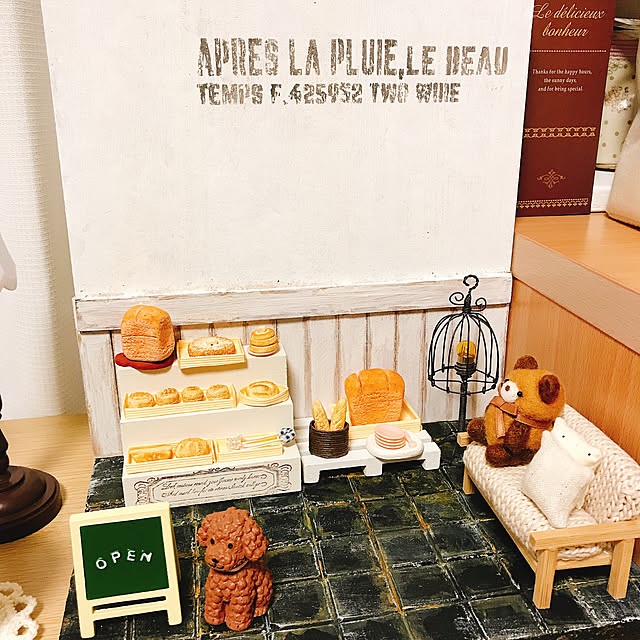 Le délicieux
bonheur
Thanks for the happy hours,
the sunny days,
and for being special.
APRES LA PLUIE, LE BEAU
TEMPS F. 425952 TWO WINE
OPEN